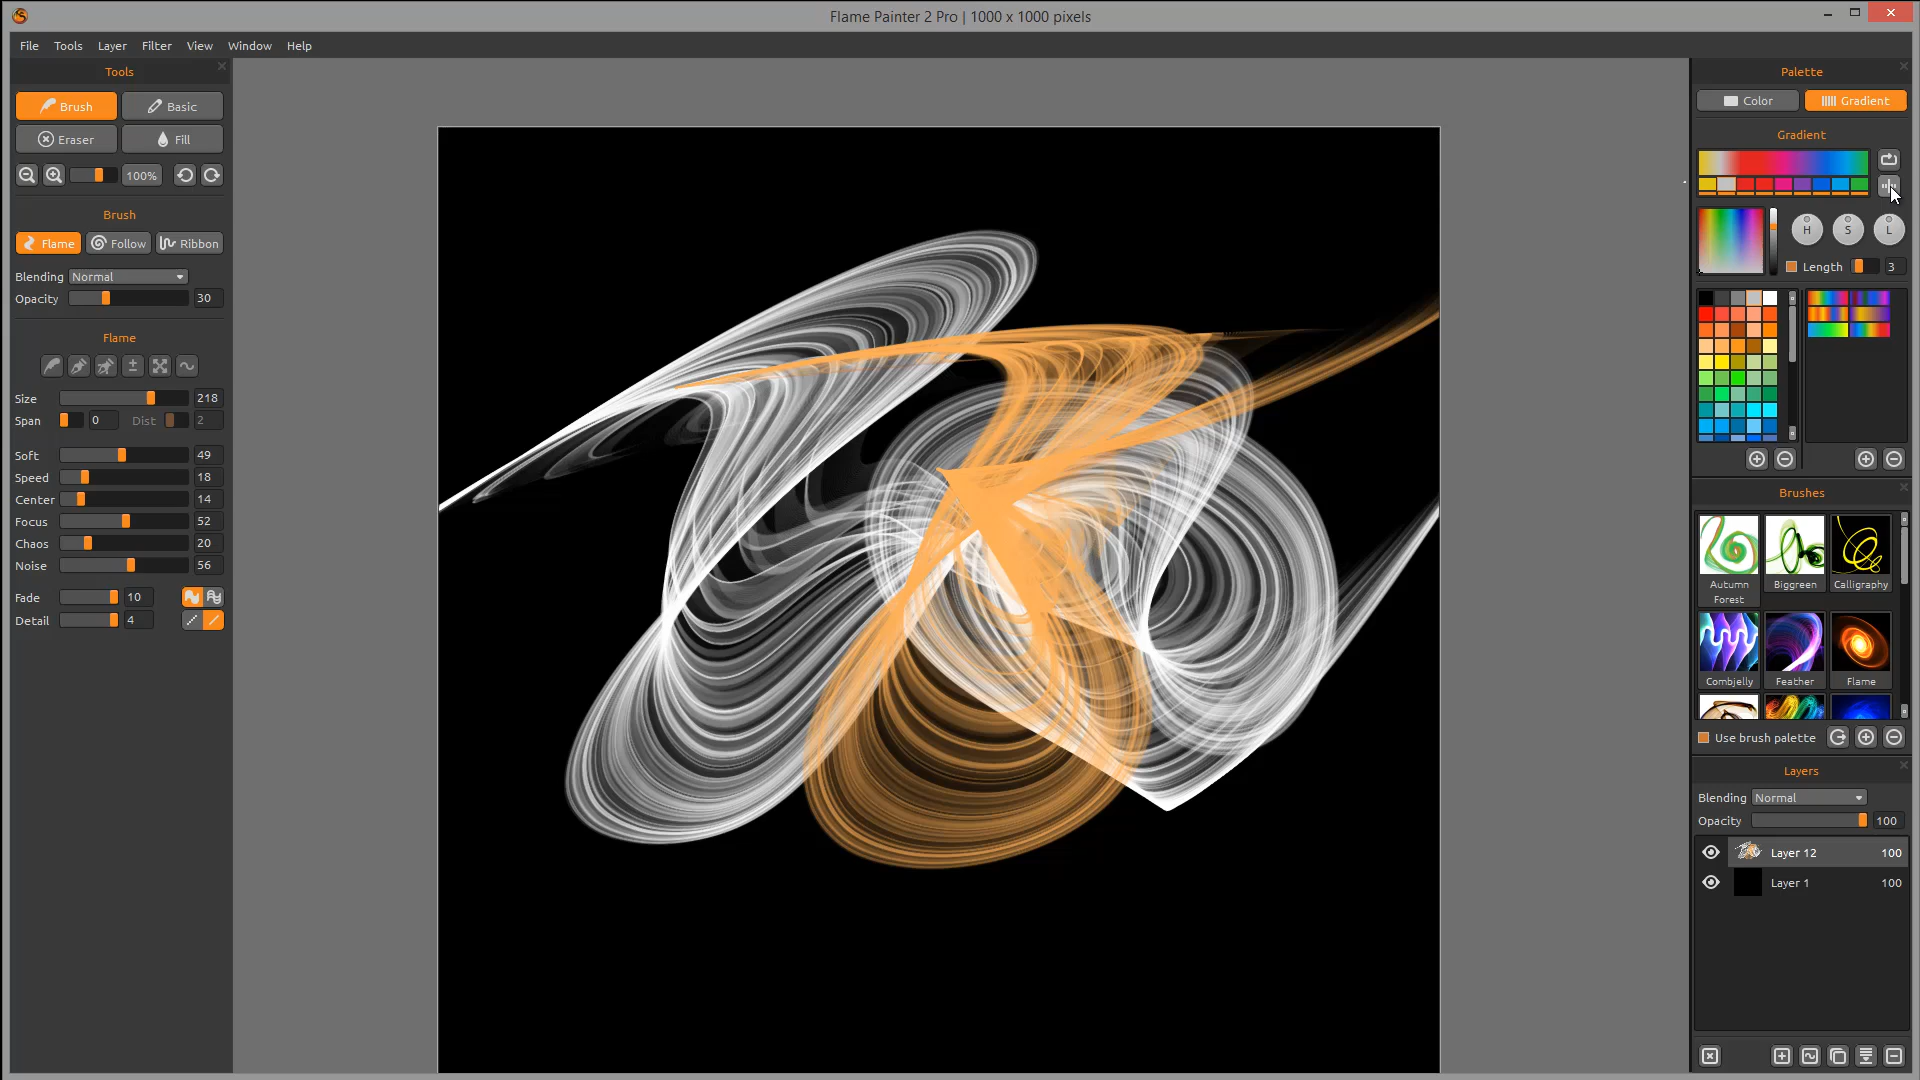 Flame Painter 2 Pro | 1000 x 1000 pixels
File Tools Layer Filter View Window Help
Tools
Brush Basic
Eraser Fill
100%
Brush
Flame Follow Ribbon
Blending Normal
Opacity 30
Flame
Size 218
Span 0 Dist 2
Soft 49
Speed 18
Center 14
Focus 52
Chaos 20
Noise 56
Fade 10
Detail 4
Palette
Color Gradient
Gradient
H S L
Length 3
Brushes
Autumn Forest Biggreen Calligraphy
Combjelly Feather Flame
Use brush palette
Layers
Blending Normal
Opacity 100
Layer 12 100
Layer 1 100